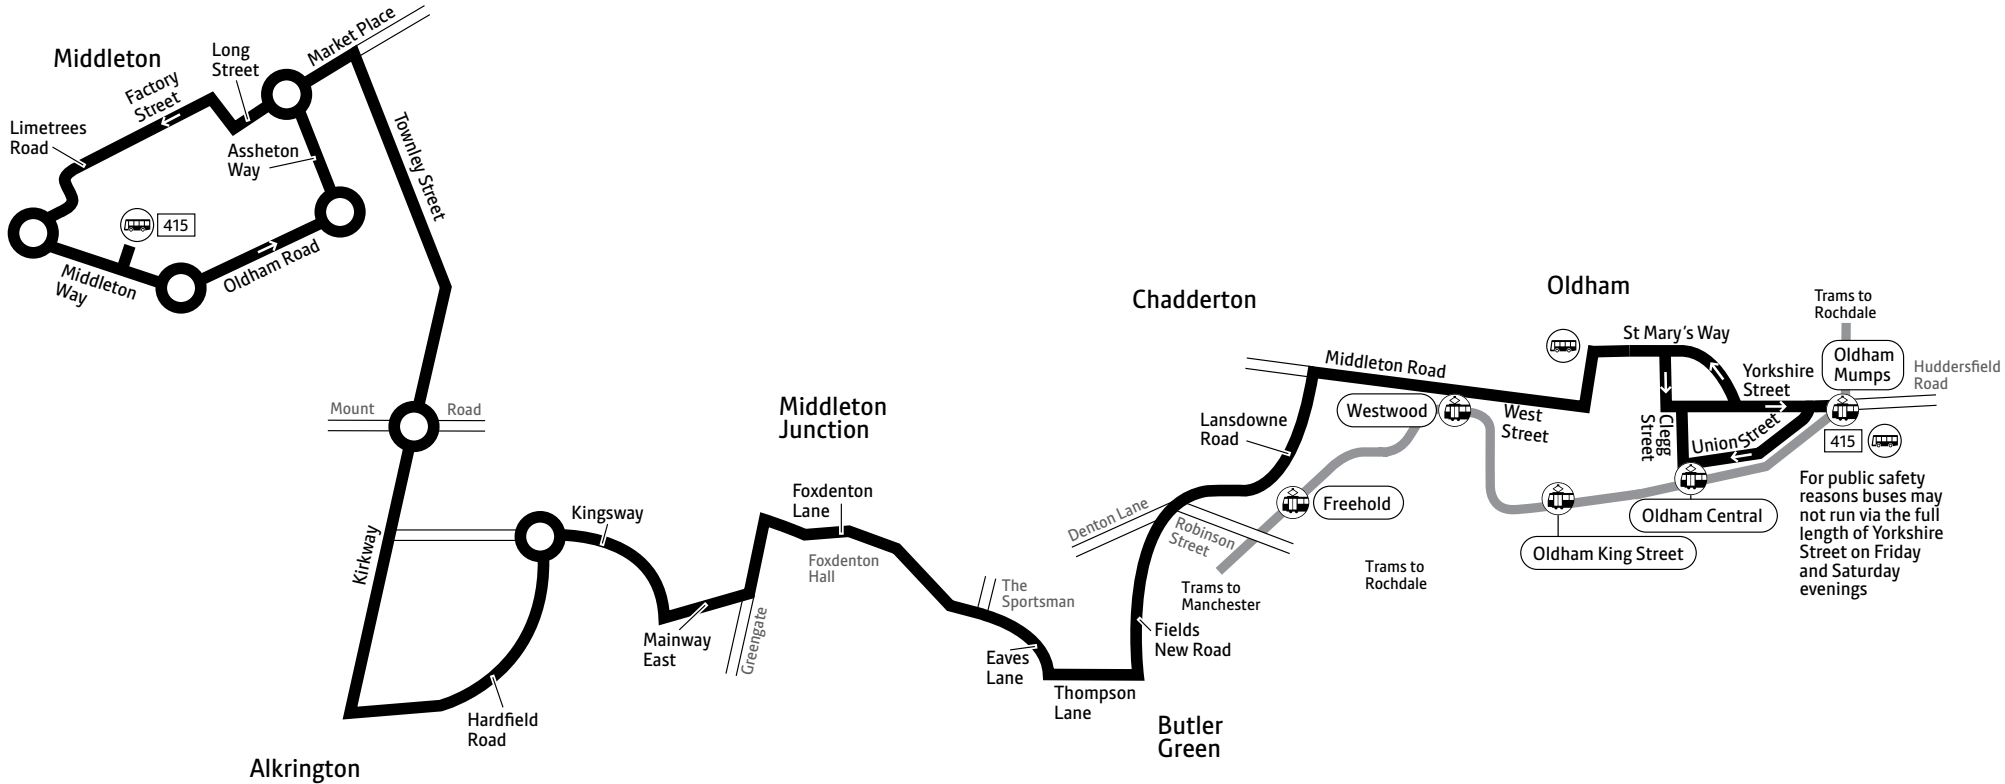 Middleton
Long
Street
Market Place
Factory
Street
Limetrees
Road
Assheton
Way
Townley Street
415
Middleton
Way
Oldham Road
Mount
Road
Kirkway
Kingsway
Hardfield
Road
Alkrington
Middleton
Junction
Foxdenton
Lane
Foxdenton
Hall
Mainway
East
Greengate
The
Sportsman
Eaves
Lane
Thompson
Lane
Butler
Green
Fields
New Road
Denton Lane
Robinson
Street
Trams to
Manchester
Chadderton
Lansdowne
Road
Middleton Road
Westwood
West
Street
Freehold
Trams to
Rochdale
Oldham
St Mary's Way
Yorkshire
Street
Clegg
Street
Union Street
Oldham Central
Oldham King Street
Trams to
Rochdale
Oldham
Mumps
Huddersfield
Road
415
For public safety
reasons buses may
not run via the full
length of Yorkshire
Street on Friday
and Saturday
evenings